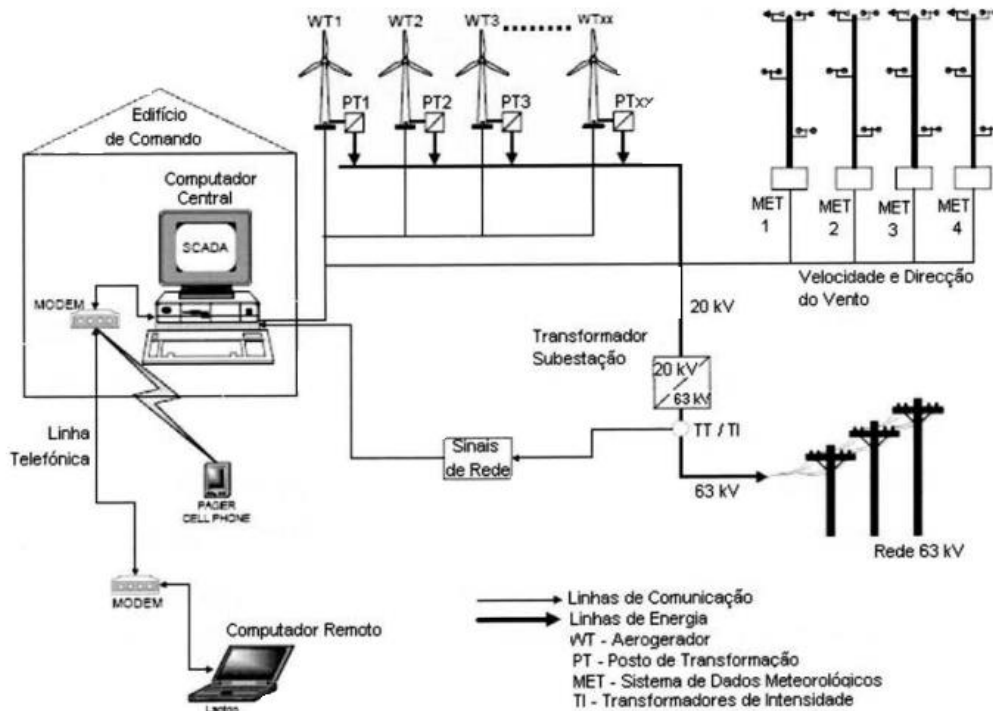 WT1 WT2 WT3 WTxx
PT1 PT2 PT3 PTxy
Edifício
de Comando
Computador
Central
SCADA
MODEM
MET
1
MET
2
MET
3
MET
4
Velocidade e Direcção
do Vento
20 kV
Transformador
Subestação
20 kV
63 kV
TT / TI
Sinais
de Rede
63 kV
Rede 63 kV
Linha
Telefónica
PAGER
CELL PHONE
MODEM
Computador Remoto
Laptop
Linhas de Comunicação
Linhas de Energia
WT - Aerogerador
PT - Posto de Transformação
MET - Sistema de Dados Meteorológicos
TI - Transformadores de Intensidade